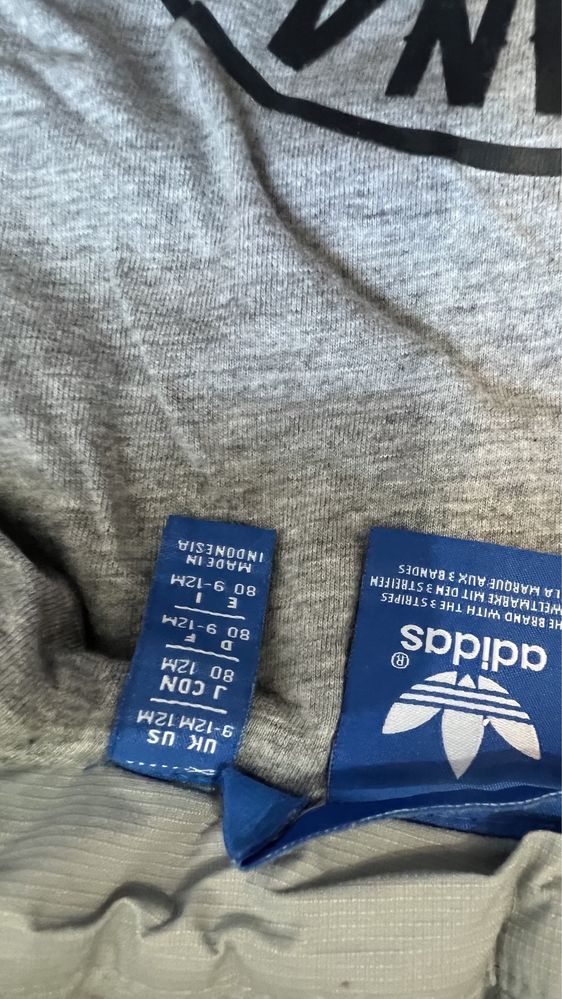 adidas
®
HE BRAND WITH THE 3 STRIPES
WELTMARKE MIT DEN 3 STREIFEN
LA MARQUE AUX 3 BANDES
UK US
9-12M 12M
J CDN
80 12M
D F
80 9-12M
E I
80 9-12M
MADE IN
INDONESIA